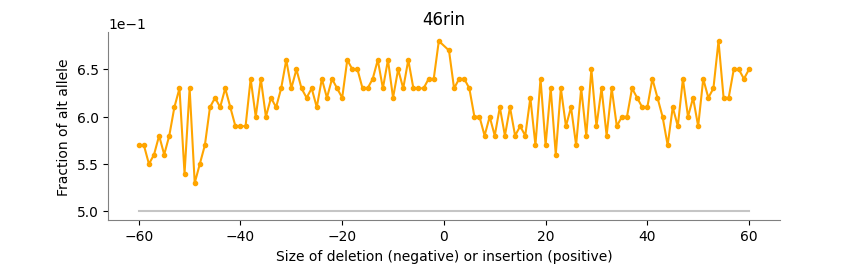 46rin
1e−1
6.5
6.0
5.5
5.0
Fraction of alt allele
−60 −40 −20 0 20 40 60
Size of deletion (negative) or insertion (positive)